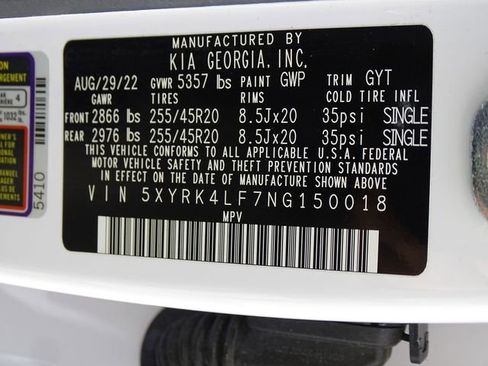 MANUFACTURED BY
KIA GEORGIA, INC.
AUG/29/22 GVWR 5357 lbs PAINT GWP TRIM GYT
GAWR TIRES RIMS COLD TIRE INFL
FRONT 2866 lbs 255/45R20 8.5Jx20 35psi SINGLE
REAR 2976 lbs 255/45R20 8.5Jx20 35psi SINGLE
THIS VEHICLE CONFORMS TO ALL APPLICABLE U.S.A. FEDERAL
MOTOR VEHICLE SAFETY AND THEFT PREVENTION STANDARDS
IN EFFECT ON THE DATE OF MANUFACTURE SHOWN ABOVE.
VIN 5XYRK4LF7NG150018
MPV
4
1032 lbs.
5410